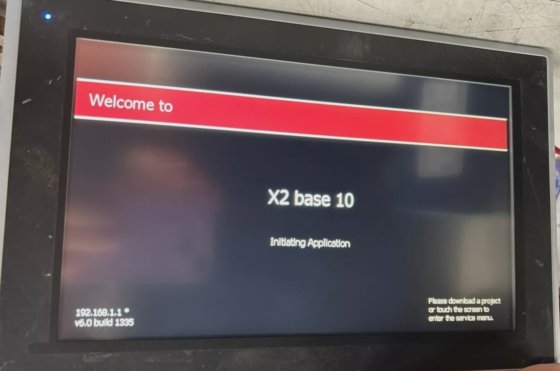 Welcome to
X2 base 10
Initiating Application
192.168.1.1 *
v6.0 build 1335
Please download a project
or touch the screen to
enter the service menu.